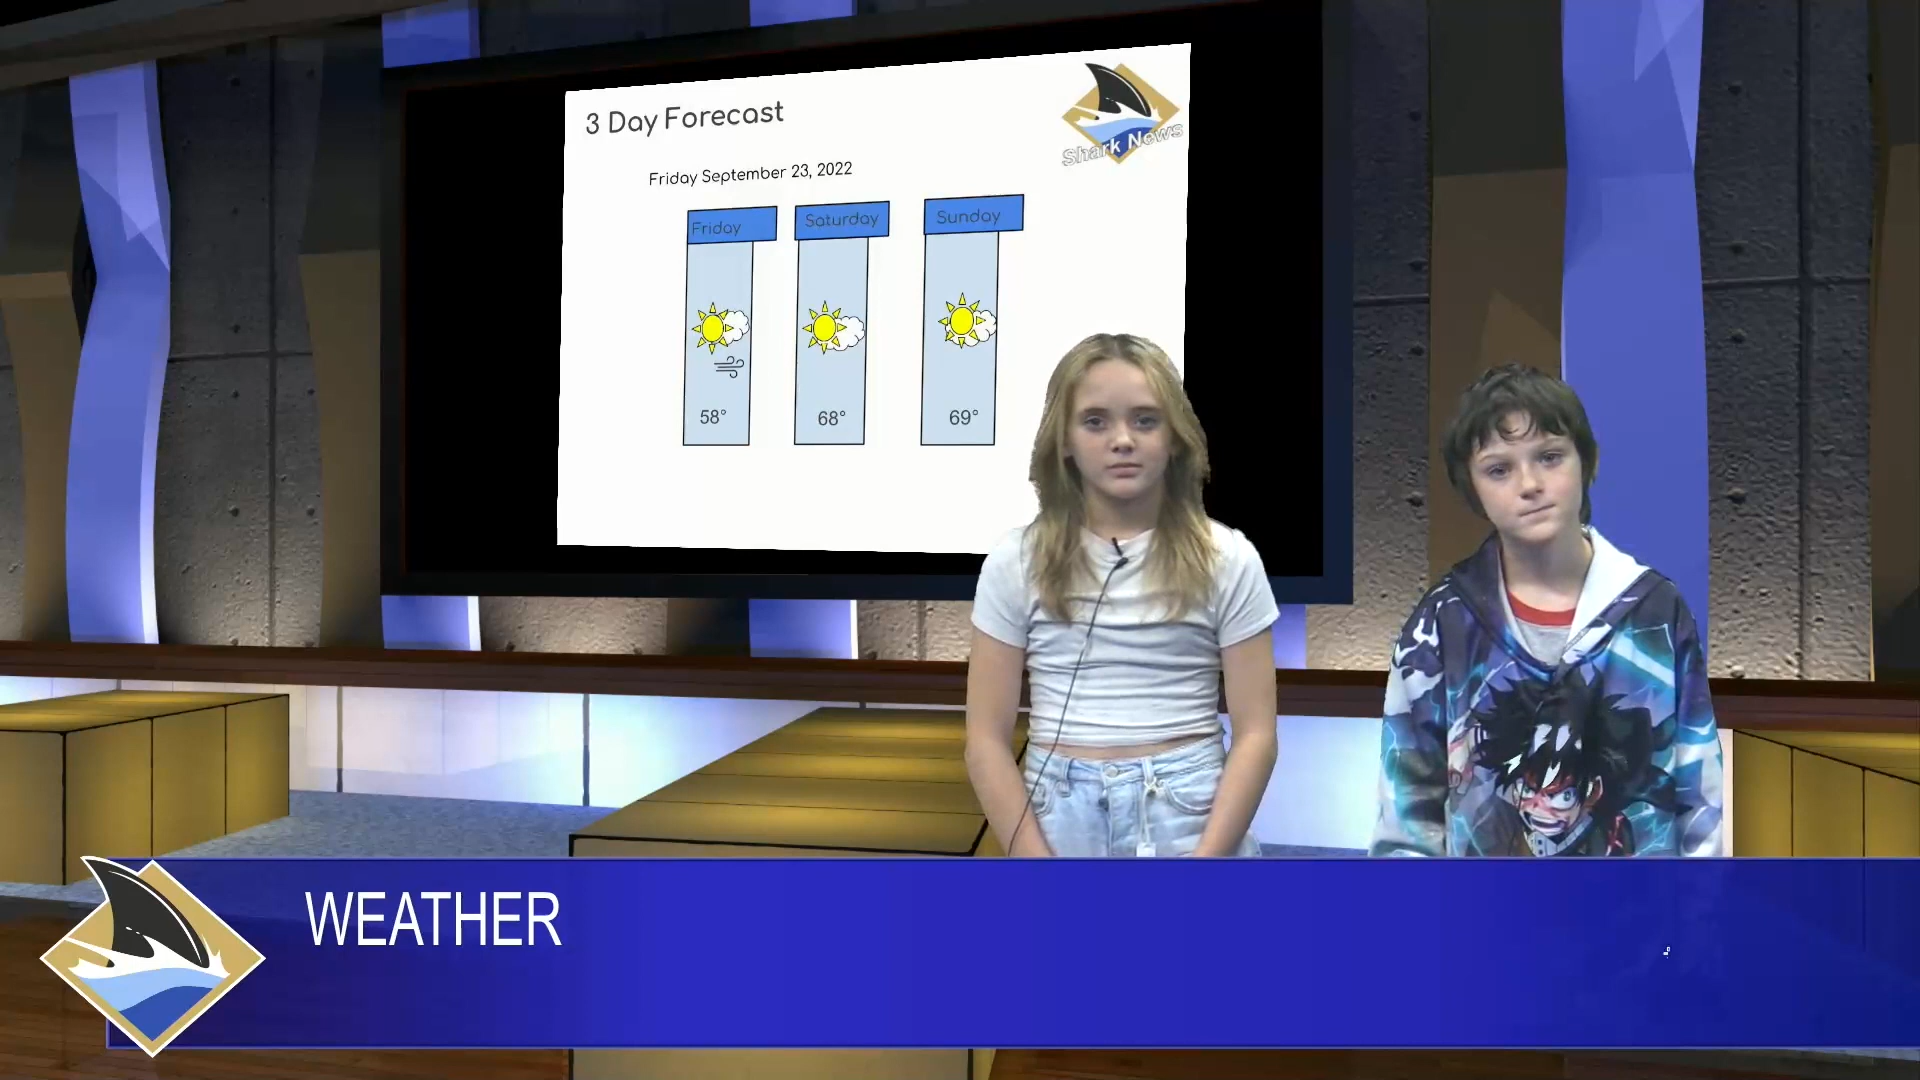 3 Day Forecast
Shark News
Friday September 23, 2022
Friday Saturday Sunday
58° 68° 69°
WEATHER